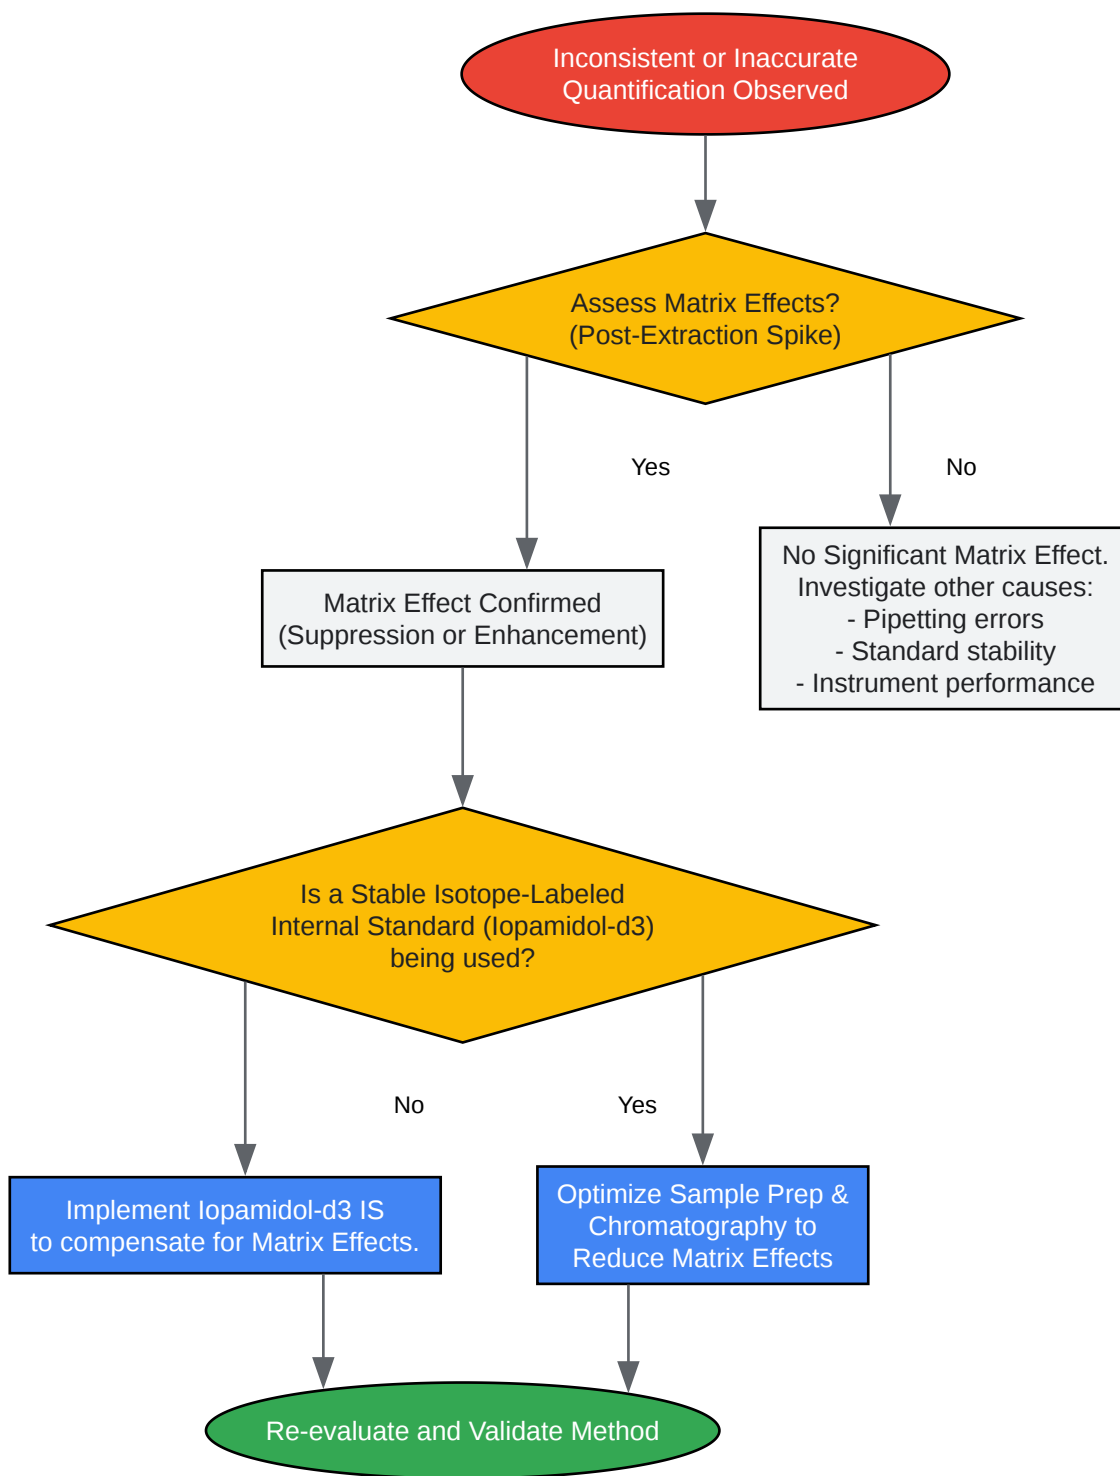 Inconsistent or Inaccurate
Quantification Observed
Assess Matrix Effects?
(Post-Extraction Spike)
Yes
No
No Significant Matrix Effect.
Investigate other causes:
- Pipetting errors
- Standard stability
- Instrument performance
Matrix Effect Confirmed
(Suppression or Enhancement)
Is a Stable Isotope-Labeled
Internal Standard (Iopamidol-d3)
being used?
No
Yes
Implement Iopamidol-d3 IS
to compensate for Matrix Effects.
Optimize Sample Prep &
Chromatography to
Reduce Matrix Effects
Re-evaluate and Validate Method